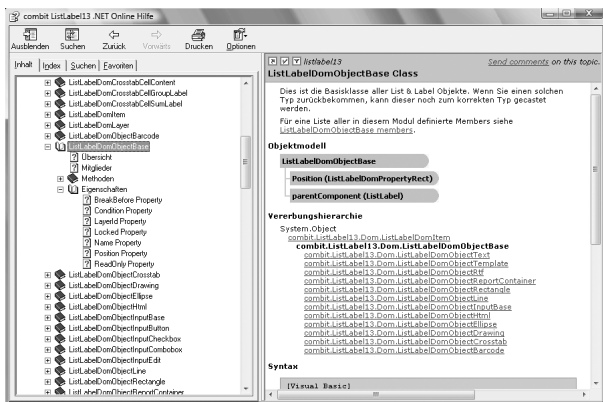 combit ListLabel13 .NET Online Hilfe
Ausblenden Suchen Zurück Vorwärts Drucken Optionen
Inhalt Index Suchen Favoriten
ListLabelDomCrosstabCellContent
ListLabelDomCrosstabCellGroupLabel
ListLabelDomCrosstabCellSumLabel
ListLabelDomItem
ListLabelDomLayer
ListLabelDomObjectBarcode
ListLabelDomObjectBase
Übersicht
Mitglieder
Methoden
Eigenschaften
BreakBefore Property
Condition Property
LayerId Property
Locked Property
Name Property
Position Property
ReadOnly Property
ListLabelDomObjectCrosstab
ListLabelDomObjectDrawing
ListLabelDomObjectEllipse
ListLabelDomObjectHtml
ListLabelDomObjectInputBase
ListLabelDomObjectInputButton
ListLabelDomObjectInputCheckbox
ListLabelDomObjectInputCombobox
ListLabelDomObjectInputEdit
ListLabelDomObjectLine
ListLabelDomObjectRectangle
ListLabelDomObjectReportContainer
listlabel13 Send comments on this topic.
ListLabelDomObjectBase Class
Dies ist die Basisklasse aller List & Label Objekte. Wenn Sie einen solchen
Typ zurückbekommen, kann dieser noch zum korrekten Typ gecastet
werden.
Für eine Liste aller in diesem Modul definierte Members siehe
ListLabelDomObjectBase members.
Objektmodell
ListLabelDomObjectBase
Position (ListLabelDomPropertyRect)
parentComponent (ListLabel)
Vererbungshierarchie
System.Object
combit.ListLabel13.Dom.ListLabelDomItem
combit.ListLabel13.Dom.ListLabelDomObjectBase
combit.ListLabel13.Dom.ListLabelDomObjectText
combit.ListLabel13.Dom.ListLabelDomObjectTemplate
combit.ListLabel13.Dom.ListLabelDomObjectRtf
combit.ListLabel13.Dom.ListLabelDomObjectReportContainer
combit.ListLabel13.Dom.ListLabelDomObjectRectangle
combit.ListLabel13.Dom.ListLabelDomObjectLine
combit.ListLabel13.Dom.ListLabelDomObjectInputBase
combit.ListLabel13.Dom.ListLabelDomObjectHtml
combit.ListLabel13.Dom.ListLabelDomObjectEllipse
combit.ListLabel13.Dom.ListLabelDomObjectDrawing
combit.ListLabel13.Dom.ListLabelDomObjectCrosstab
combit.ListLabel13.Dom.ListLabelDomObjectBarcode
Syntax
[Visual Basic]